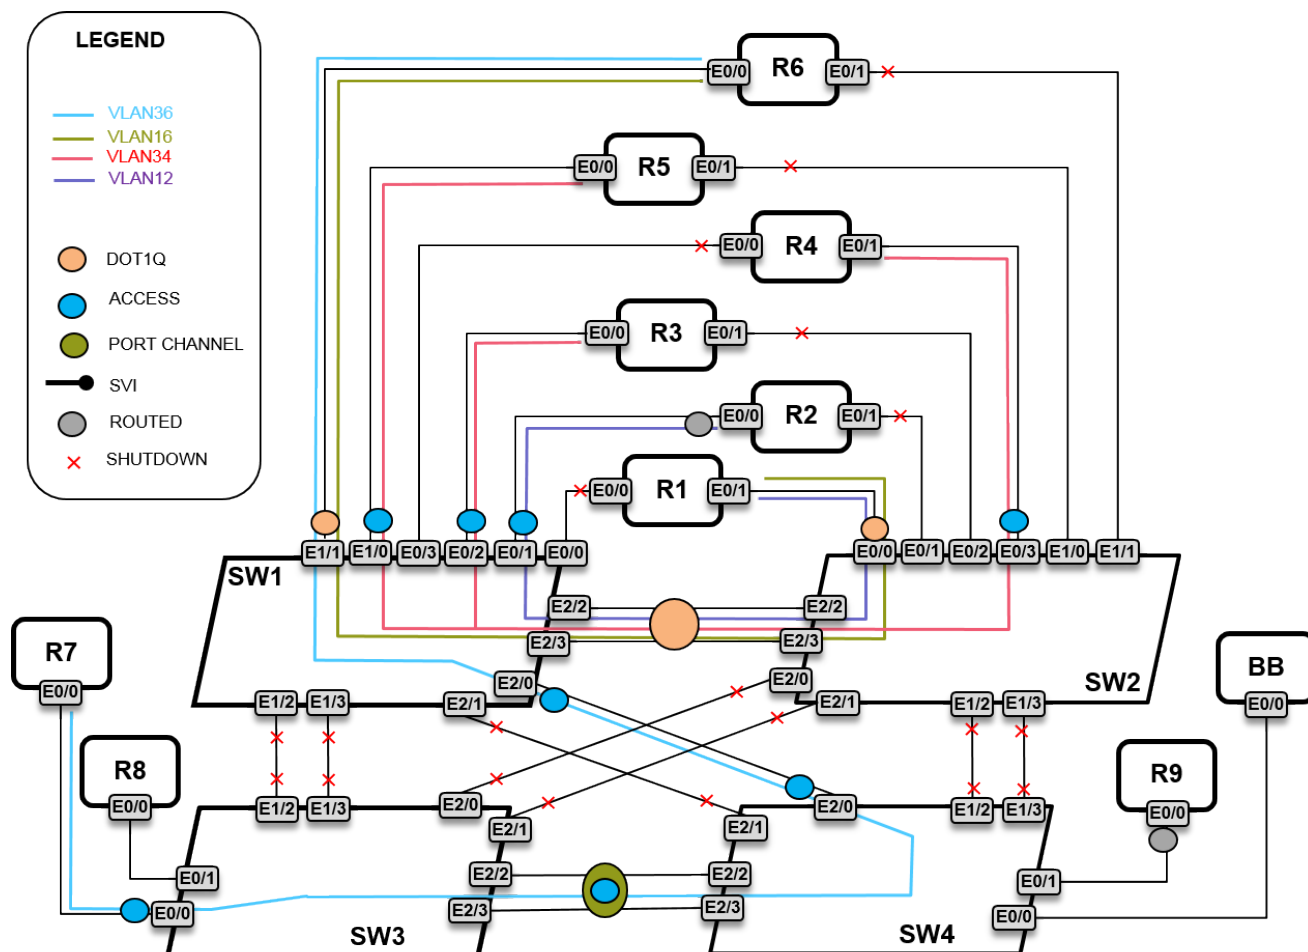 LEGEND
VLAN36
VLAN16
VLAN34
VLAN12
DOT1Q
ACCESS
PORT CHANNEL
SVI
ROUTED
SHUTDOWN
E0/0 R6 E0/1
E0/0 R5 E0/1
E0/0 R4 E0/1
E0/0 R3 E0/1
E0/0 R2 E0/1
E0/0 R1 E0/1
E1/1 E1/0 E0/3 E0/2 E0/1 E0/0
E0/0 E0/1 E0/2 E0/3 E1/0 E1/1
SW1
E2/2 E2/2
E2/3 E2/3
E2/0 E2/0
SW2
E1/2 E1/3 E2/1
E2/1 E1/2 E1/3
R7
E0/0
BB
E0/0
R8
E0/0
R9
E0/0
E1/2 E1/3 E2/0
E2/0 E1/2 E1/3
E2/1 E2/1
E2/2 E2/2
E2/3 E2/3
E0/1
E0/0
E0/1
E0/0
SW3
SW4